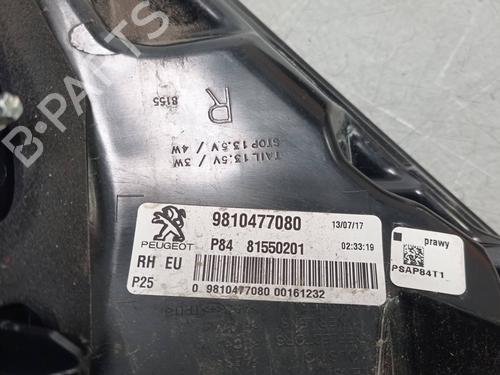 R
8155
TAIL 13.5V / 3W
STOP 13.5V / 4W
B-PARTS
PEUGEOT
9810477080
13/07/17
P84 81550201
02:33:19
RH EU
P25
0 9810477080 00161232
prawy
PSAP84T1